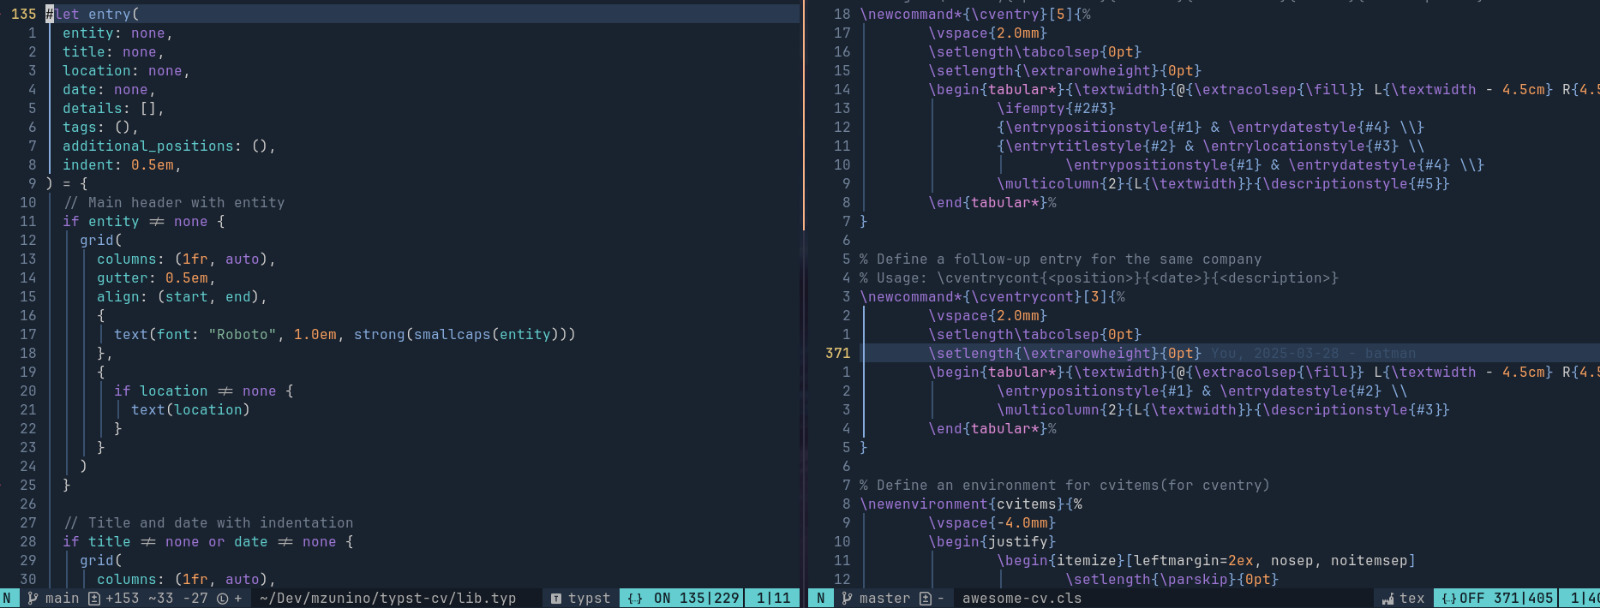 135 #let entry(
1 entity: none,
2 title: none,
3 location: none,
4 date: none,
5 details: [],
6 tags: (),
7 additional_positions: (),
8 indent: 0.5em,
9 ) = {
10 // Main header with entity
11 if entity ≠ none {
12 grid(
13 columns: (1fr, auto),
14 gutter: 0.5em,
15 align: (start, end),
16 {
17 text(font: "Roboto", 1.0em, strong(smallcaps(entity)))
18 },
19 {
20 if location ≠ none {
21 text(location)
22 }
23 }
24 )
25 }
26
27 // Title and date with indentation
28 if title ≠ none or date ≠ none {
29 grid(
30 columns: (1fr, auto),
N main +153 ~33 -27 + ~/Dev/mzunino/typst-cv/lib.typ typst {..} ON 135|229 1|11
18 \newcommand*{\cventry}[5]{%
17 \vspace{2.0mm}
16 \setlength\tabcolsep{0pt}
15 \setlength{\extrarowheight}{0pt}
14 \begin{tabular*}{\textwidth}{@{\extracolsep{\fill}} L{\textwidth - 4.5cm} R{4.5
13 \ifempty{#2#3}
12 {\entrypositionstyle{#1} & \entrydatestyle{#4} \\}
11 {\entrytitlestyle{#2} & \entrylocationstyle{#3} \\
10 \entrypositionstyle{#1} & \entrydatestyle{#4} \\}
9 \multicolumn{2}{L{\textwidth}}{\descriptionstyle{#5}}
8 \end{tabular*}%
7 }
6
5 % Define a follow-up entry for the same company
4 % Usage: \cventrycont{<position>}{<date>}{<description>}
3 \newcommand*{\cventrycont}[3]{%
2 \vspace{2.0mm}
1 \setlength\tabcolsep{0pt}
371 \setlength{\extrarowheight}{0pt} You, 2025-03-28 - batman
1 \begin{tabular*}{\textwidth}{@{\extracolsep{\fill}} L{\textwidth - 4.5cm} R{4.5
2 \entrypositionstyle{#1} & \entrydatestyle{#2} \\
3 \multicolumn{2}{L{\textwidth}}{\descriptionstyle{#3}}
4 \end{tabular*}%
5 }
6
7 % Define an environment for cvitems(for cventry)
8 \newenvironment{cvitems}{%
9 \vspace{-4.0mm}
10 \begin{justify}
11 \begin{itemize}[leftmargin=2ex, nosep, noitemsep]
12 \setlength{\parskip}{0pt}
N master - awesome-cv.cls tex {..}OFF 371|405 1|40